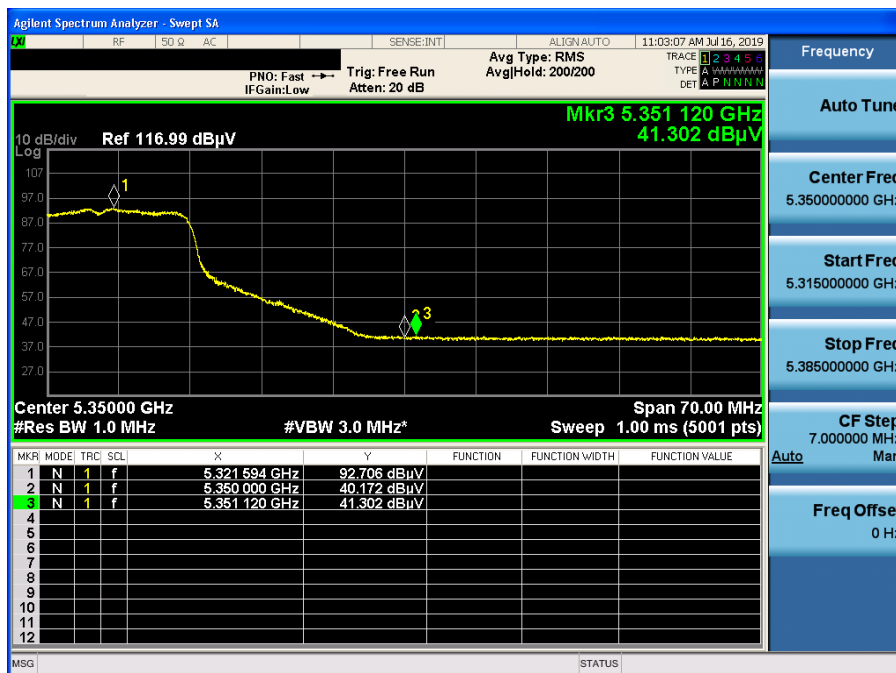 Agilent Spectrum Analyzer - Swept SA
LXI RF 50 Ω AC SENSE:INT ALIGN AUTO 11:03:07 AM Jul 16, 2019
PNO: Fast Trig: Free Run Avg Type: RMS TRACE 1 2 3 4 5 6
IFGain:Low Atten: 20 dB Avg|Hold: 200/200 TYPE A WWWWW
DET A P N N N N
Mkr3 5.351 120 GHz
41.302 dBµV
10 dB/div Ref 116.99 dBµV
Log
107
97.0
87.0
77.0
67.0
57.0
47.0
37.0
27.0
1
2
3
Center 5.35000 GHz Span 70.00 MHz
#Res BW 1.0 MHz #VBW 3.0 MHz* Sweep 1.00 ms (5001 pts)
MKR MODE TRC SCL X Y FUNCTION FUNCTION WIDTH FUNCTION VALUE
1 N 1 f 5.321 594 GHz 92.706 dBµV
2 N 1 f 5.350 000 GHz 40.172 dBµV
3 N 1 f 5.351 120 GHz 41.302 dBµV
4
5
6
7
8
9
10
11
12
MSG STATUS
Frequency
Auto Tune
Center Freq
5.350000000 GHz
Start Freq
5.315000000 GHz
Stop Freq
5.385000000 GHz
CF Step
7.000000 MHz
Auto Man
Freq Offset
0 Hz